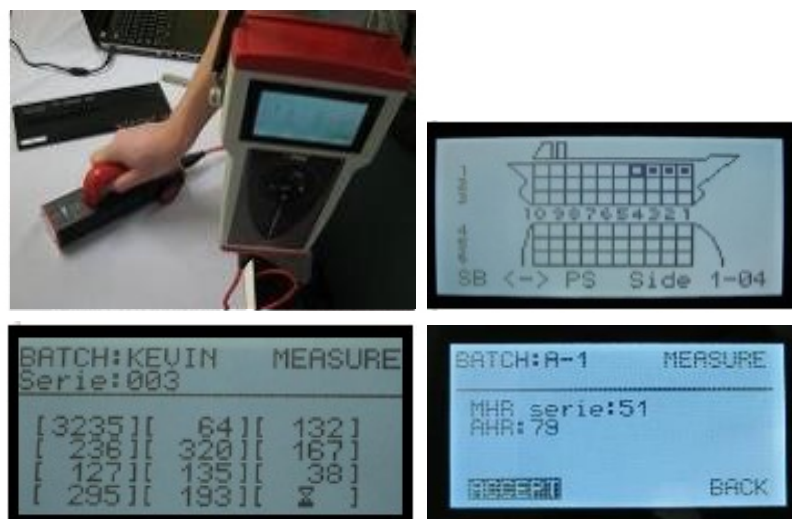 10 9 8 7 6 5 4 3 2 1
SB <-> PS Side 1-04
BATCH:KEVIN MEASURE
Serie:003
[3235][ 64][ 132]
[ 236][ 320][ 167]
[ 127][ 135][ 38]
[ 295][ 193][ ]
BATCH:A-1 MEASURE
MHR serie:51
AHR:79
ACCEPT BACK